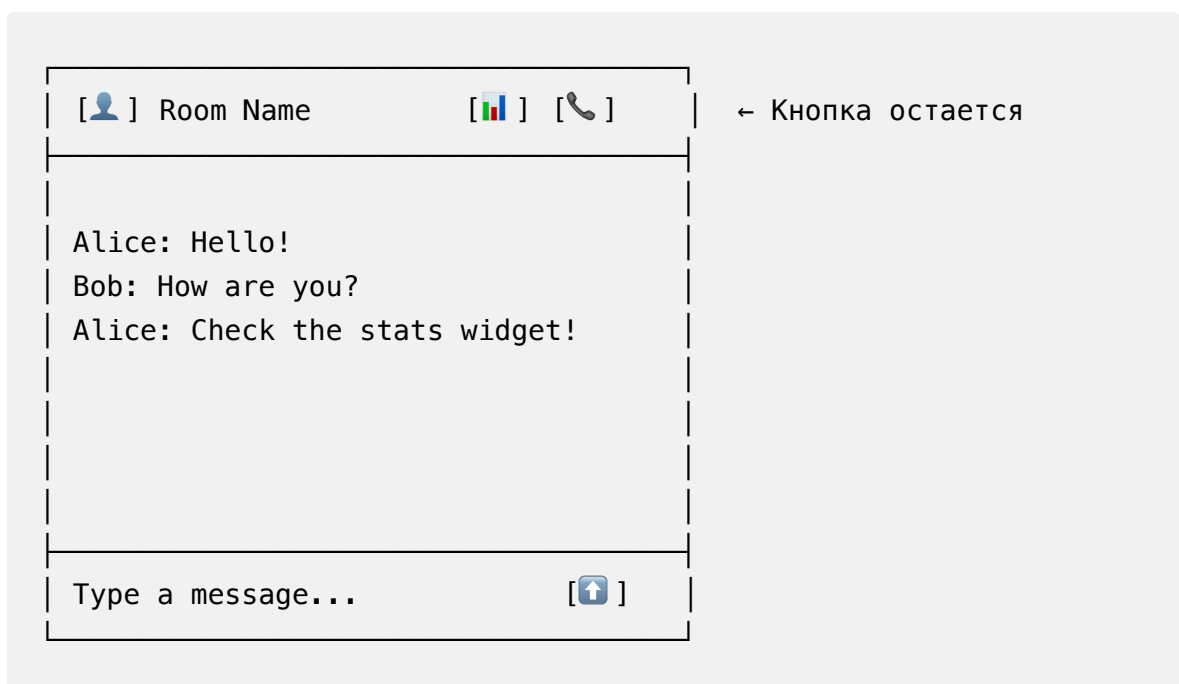 [👤] Room Name [📊] [📞] ← Кнопка остается
Alice: Hello!
Bob: How are you?
Alice: Check the stats widget!
Type a message... [⬆️]